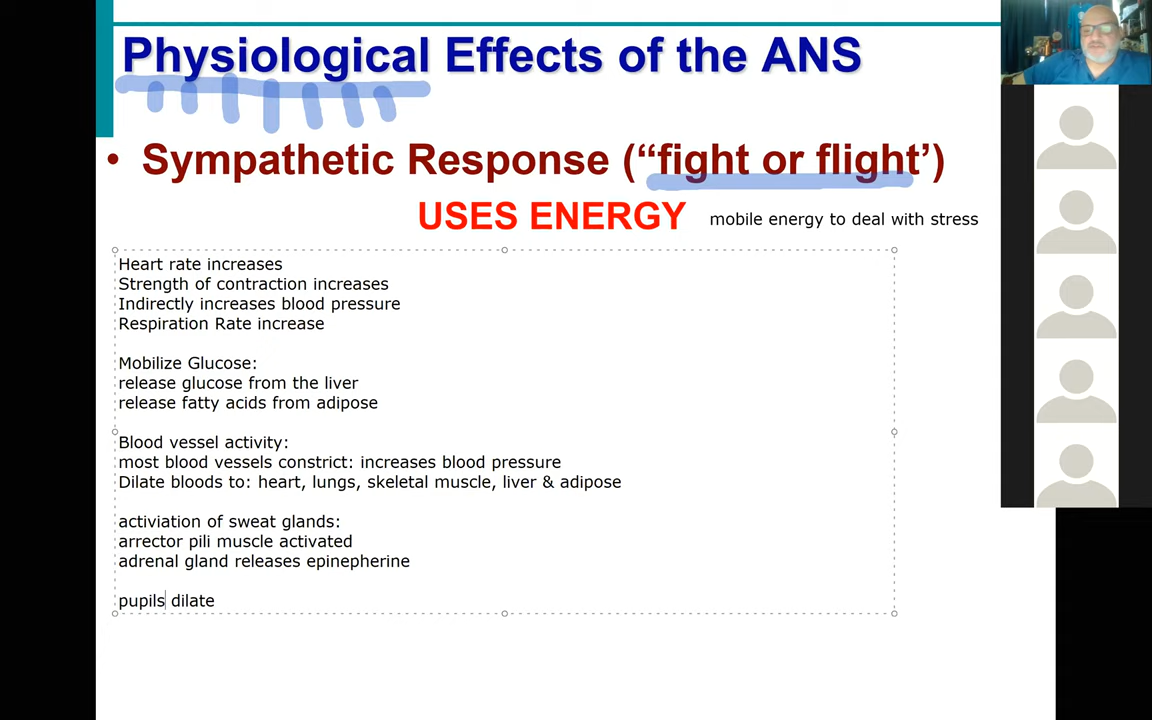 Physiological Effects of the ANS
• Sympathetic Response (“fight or flight’)
USES ENERGY mobile energy to deal with stress
Heart rate increases
Strength of contraction increases
Indirectly increases blood pressure
Respiration Rate increase
Mobilize Glucose:
release glucose from the liver
release fatty acids from adipose
Blood vessel activity:
most blood vessels constrict: increases blood pressure
Dilate bloods to: heart, lungs, skeletal muscle, liver & adipose
activiation of sweat glands:
arrector pili muscle activated
adrenal gland releases epinepherine
pupils dilate